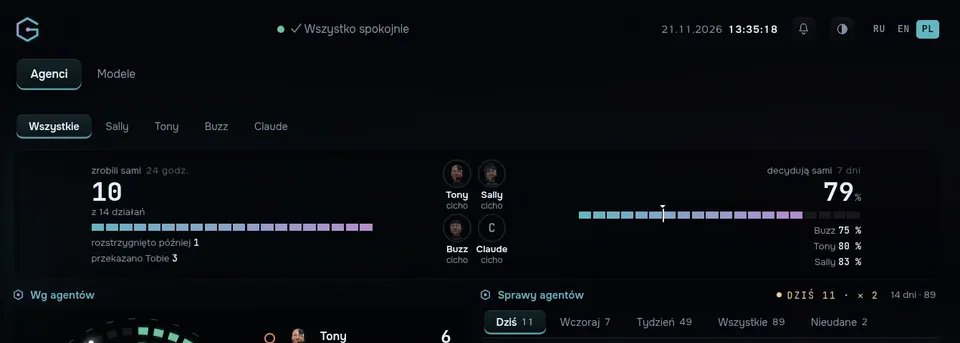 ✓ Wszystko spokojnie
21.11.2026 13:35:18
RU EN PL
Agenci Modele
Wszystkie Sally Tony Buzz Claude
zrobili sami 24 godz.
10
z 14 działań
rozstrzygnięto później 1
przekazano Tobie 3
Tony Sally
cicho cicho
C
Buzz Claude
cicho cicho
decydują sami 7 dni
79%
Buzz 75 %
Tony 80 %
Sally 83 %
Wg agentów
Tony 6
Sprawy agentów
DZIŚ 11 · × 2 14 dni · 89
Dziś 11 Wczoraj 7 Tydzień 49 Wszystkie 89 Nieudane 2